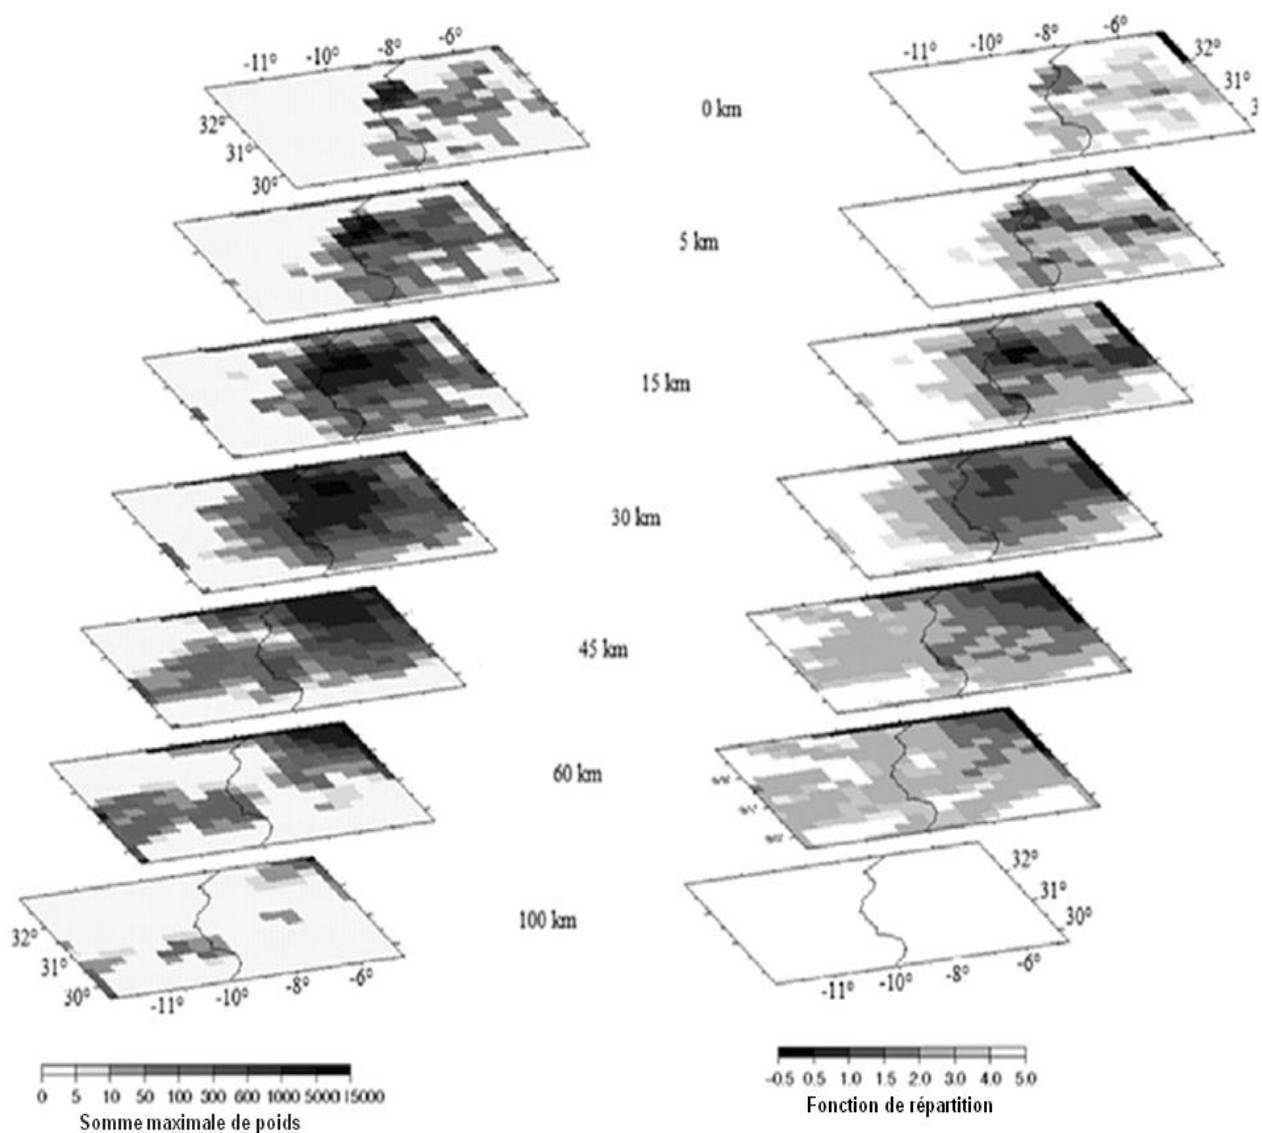 -11° -10° -8° -6°
-11° -10° -8° -6°
32°
31°
30°
32°
31°
3
0 km
5 km
15 km
30 km
45 km
60 km
100 km
32°
31°
30°
-11° -10° -8° -6°
32°
31°
30°
-11° -10° -8° -6°
0 5 10 50 100 300 600 1000 5000 15000
Somme maximale de poids
-0.5 0.5 1.0 1.5 2.0 3.0 4.0 5.0
Fonction de répartition